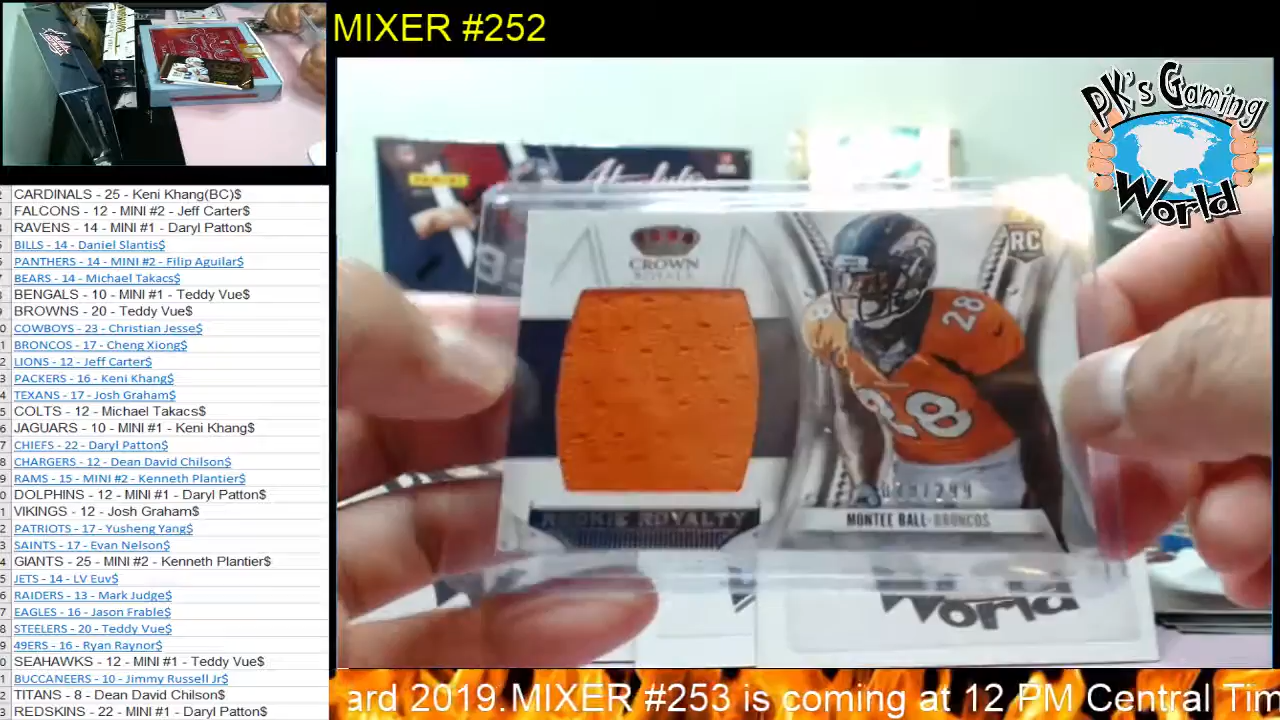 MIXER #252
PK's Gaming
World
CARDINALS - 25 - Keni Khang(BC)$
FALCONS - 12 - MINI #2 - Jeff Carter$
RAVENS - 14 - MINI #1 - Daryl Patton$
BILLS - 14 - Daniel Slantis$
PANTHERS - 14 - MINI #2 - Filip Aguilar$
BEARS - 14 - Michael Takacs$
BENGALS - 10 - MINI #1 - Teddy Vue$
BROWNS - 20 - Teddy Vue$
COWBOYS - 23 - Christian Jesse$
BRONCOS - 17 - Cheng Xiong$
LIONS - 12 - Jeff Carter$
PACKERS - 16 - Keni Khang$
TEXANS - 17 - Josh Graham$
COLTS - 12 - Michael Takacs$
JAGUARS - 10 - MINI #1 - Keni Khang$
CHIEFS - 22 - Daryl Patton$
CHARGERS - 12 - Dean David Chilson$
RAMS - 15 - MINI #2 - Kenneth Plantier$
DOLPHINS - 12 - MINI #1 - Daryl Patton$
VIKINGS - 12 - Josh Graham$
PATRIOTS - 17 - Yusheng Yang$
SAINTS - 17 - Evan Nelson$
GIANTS - 25 - MINI #2 - Kenneth Plantier$
JETS - 14 - LV Euv$
RAIDERS - 13 - Mark Judge$
EAGLES - 16 - Jason Frable$
STEELERS - 20 - Teddy Vue$
49ERS - 16 - Ryan Raynor$
SEAHAWKS - 12 - MINI #1 - Teddy Vue$
BUCCANEERS - 10 - Jimmy Russell Jr$
TITANS - 8 - Dean David Chilson$
REDSKINS - 22 - MINI #1 - Daryl Patton$
PANINI
Absolute
CROWN
ROYALE
RC
28
28
ROOKIE ROYALTY
MONTEE BALL BRONCOS
World
ard 2019.MIXER #253 is coming at 12 PM Central Tim